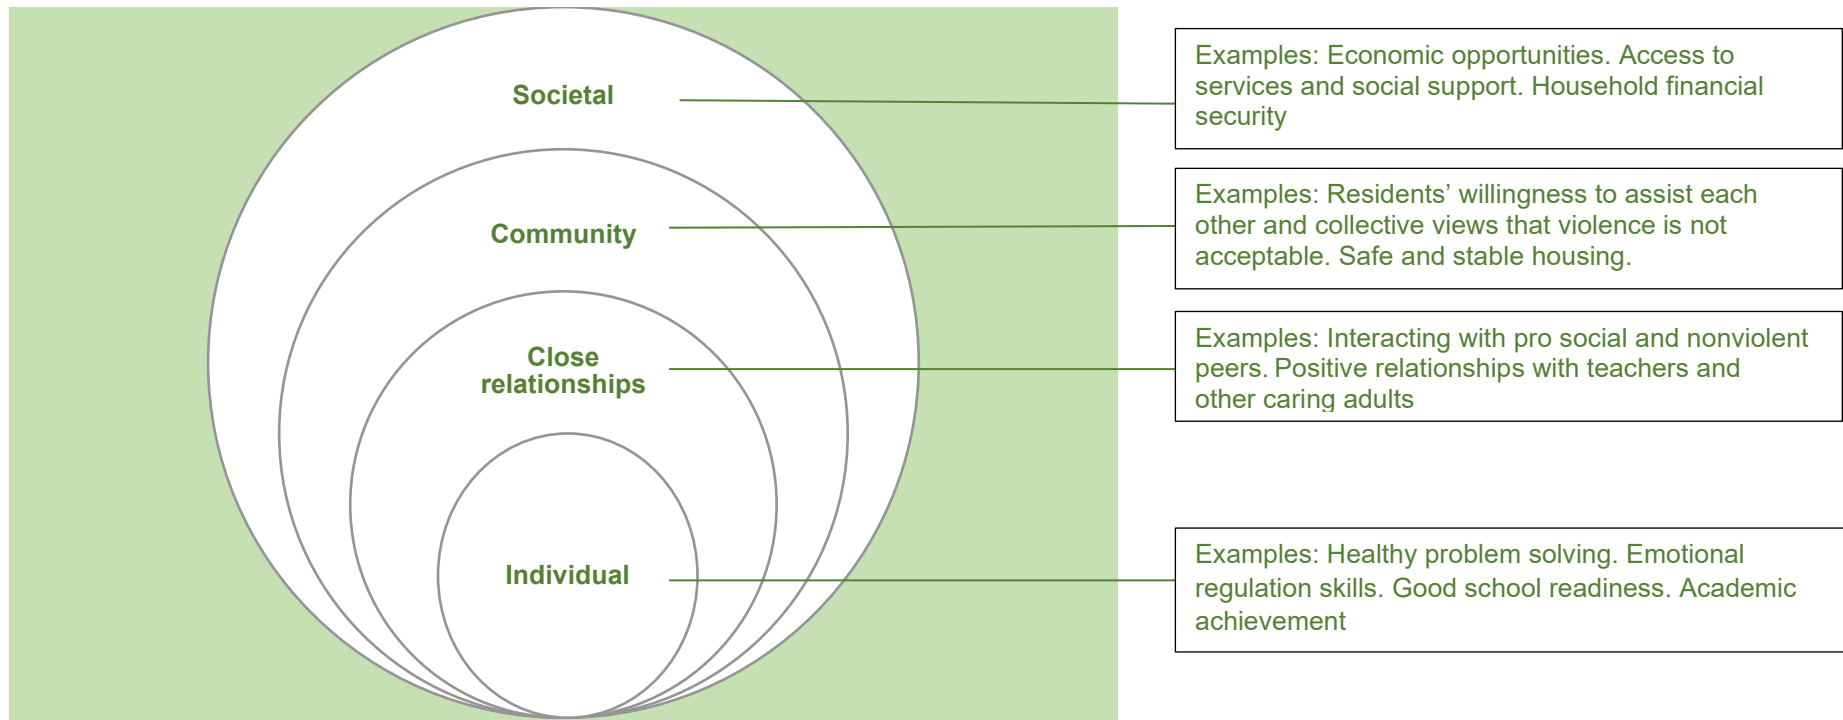 Societal
Examples: Economic opportunities. Access to
services and social support. Household financial
security
Community
Examples: Residents’ willingness to assist each
other and collective views that violence is not
acceptable. Safe and stable housing.
Close
relationships
Examples: Interacting with pro social and nonviolent
peers. Positive relationships with teachers and
other caring adults
Individual
Examples: Healthy problem solving. Emotional
regulation skills. Good school readiness. Academic
achievement